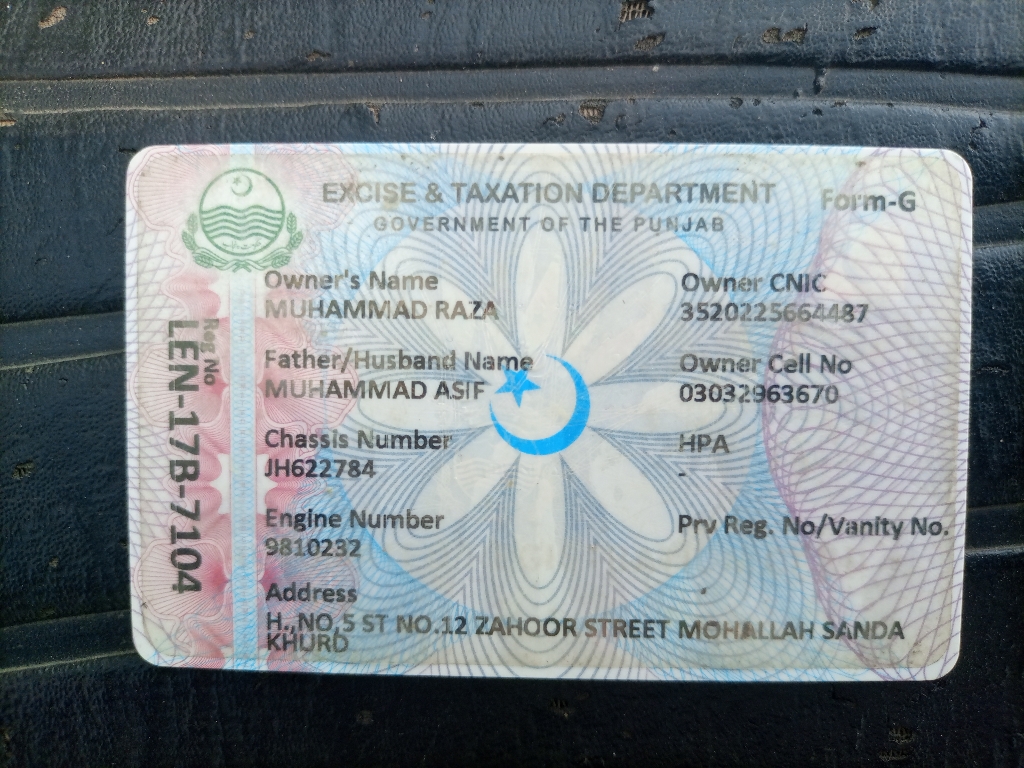 EXCISE & TAXATION DEPARTMENT
Form-G
GOVERNMENT OF THE PUNJAB
Owner's Name
MUHAMMAD RAZA
Owner CNIC
3520225664487
Father/Husband Name
MUHAMMAD ASIF
Owner Cell No
03032963670
Chassis Number
JH622784
HPA
-
Engine Number
9810232
Prv Reg. No/Vanity No.
Address
H.,NO,5 ST NO.12 ZAHOOR STREET MOHALLAH SANDA
KHURD
Reg No
LEN-17B-7104